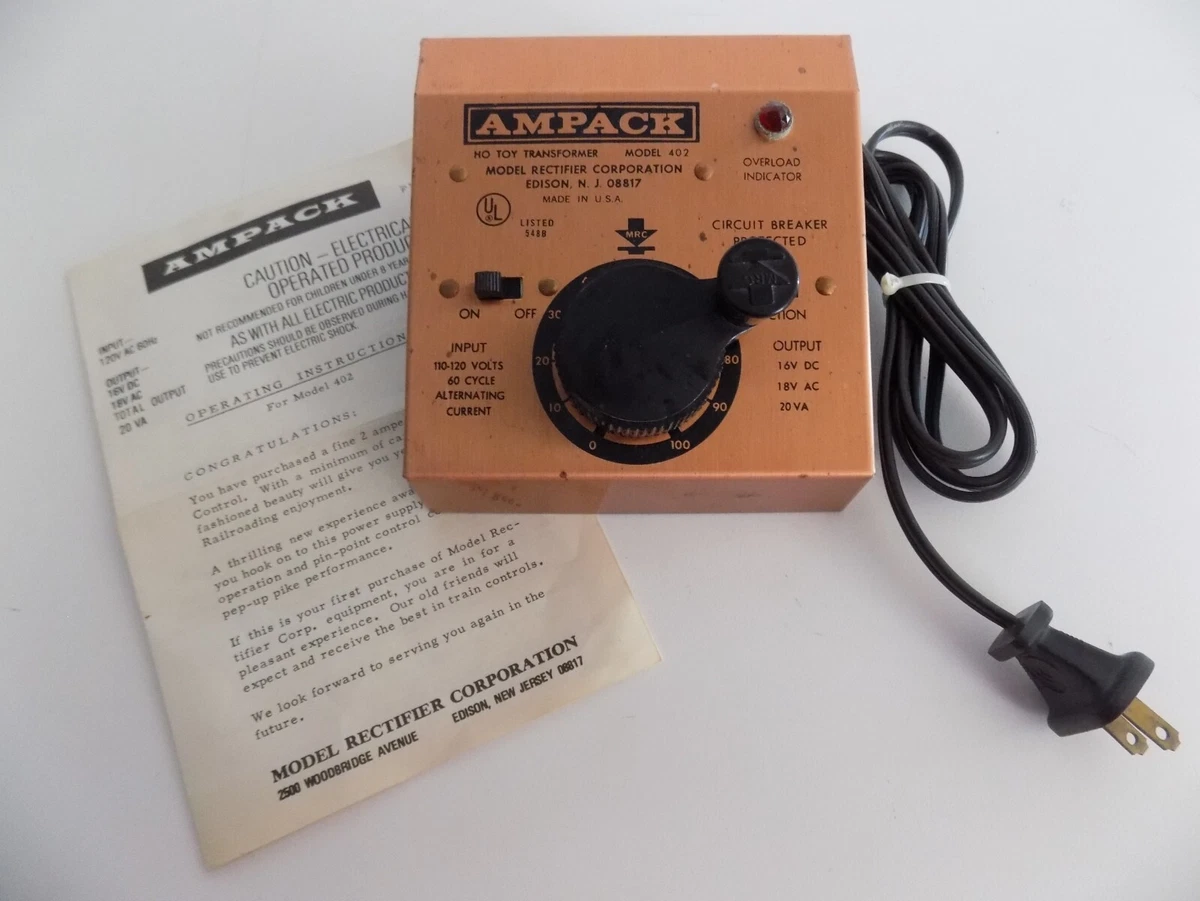 AMPACK
HO TOY TRANSFORMER MODEL 402
MODEL RECTIFIER CORPORATION
EDISON, N. J. 08817
MADE IN U.S.A.
UL
LISTED
548B
OVERLOAD
INDICATOR
MRC
CIRCUIT BREAKER
PROTECTED
MRC
ON OFF
0
10
20
30
80
90
100
INPUT
110-120 VOLTS
60 CYCLE
ALTERNATING
CURRENT
OUTPUT
16V DC
18V AC
20 VA
AMPACK
CAUTION – ELECTRICA
OPERATED PRODU
NOT RECOMMENDED FOR CHILDREN UNDER 8 YEAR
AS WITH ALL ELECTRIC PRODUCT
PRECAUTIONS SHOULD BE OBSERVED DURING
USE TO PREVENT ELECTRIC SHOCK.
INPUT–
120V AC 60Hz
OUTPUT–
16V DC
18V AC
TOTAL OUTPUT
20 VA
OPERATING INSTRUCTION
For Model 402
CONGRATULATIONS:
You have purchased a fine 2 ampe
Control. With a minimum of ca
fashioned beauty will give you ye
Railroading enjoyment.
A thrilling new experience awa
you hook on to this power supply
operation and pin-point control
pep-up pike performance.
If this is your first purchase of Model Rec-
tifier Corp. equipment, you are in for a
pleasant experience. Our old friends will
expect and receive the best in train controls.
We look forward to serving you again in the
future.
MODEL RECTIFIER CORPORATION
2500 WOODBRIDGE AVENUE EDISON, NEW JERSEY 08817